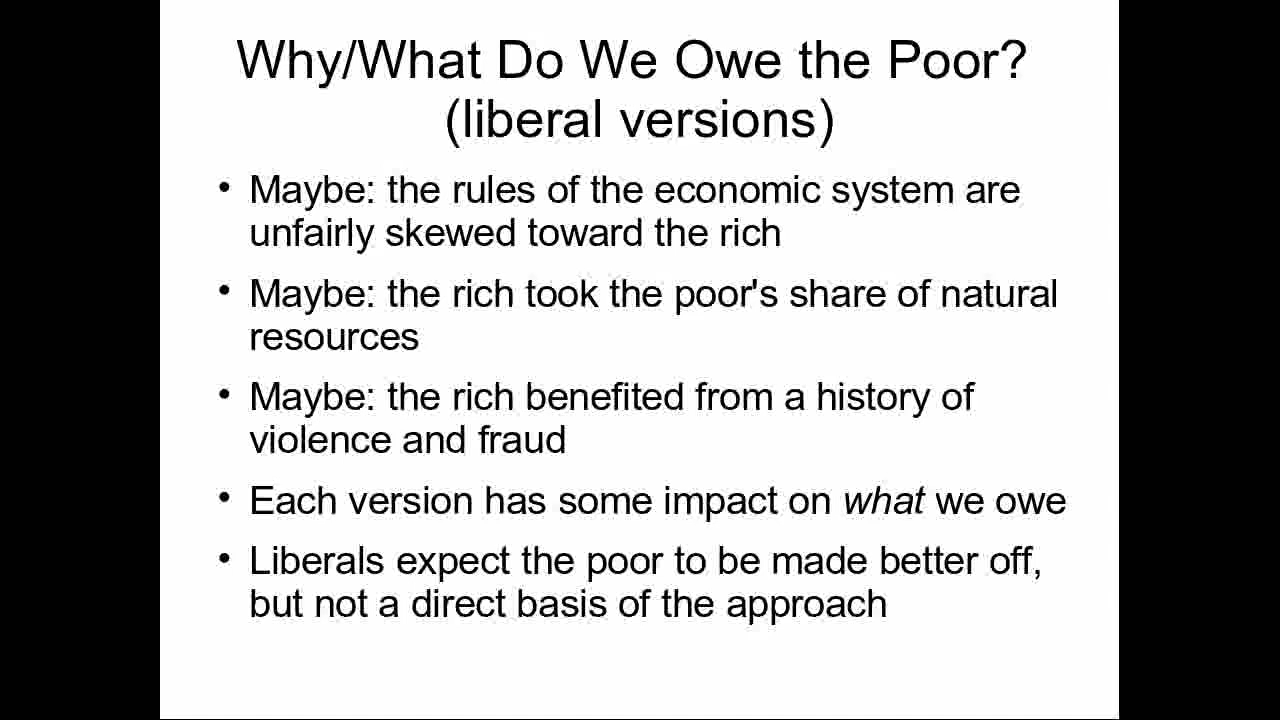 Why/What Do We Owe the Poor?
(liberal versions)
• Maybe: the rules of the economic system are
unfairly skewed toward the rich
• Maybe: the rich took the poor's share of natural
resources
• Maybe: the rich benefited from a history of
violence and fraud
• Each version has some impact on what we owe
• Liberals expect the poor to be made better off,
but not a direct basis of the approach